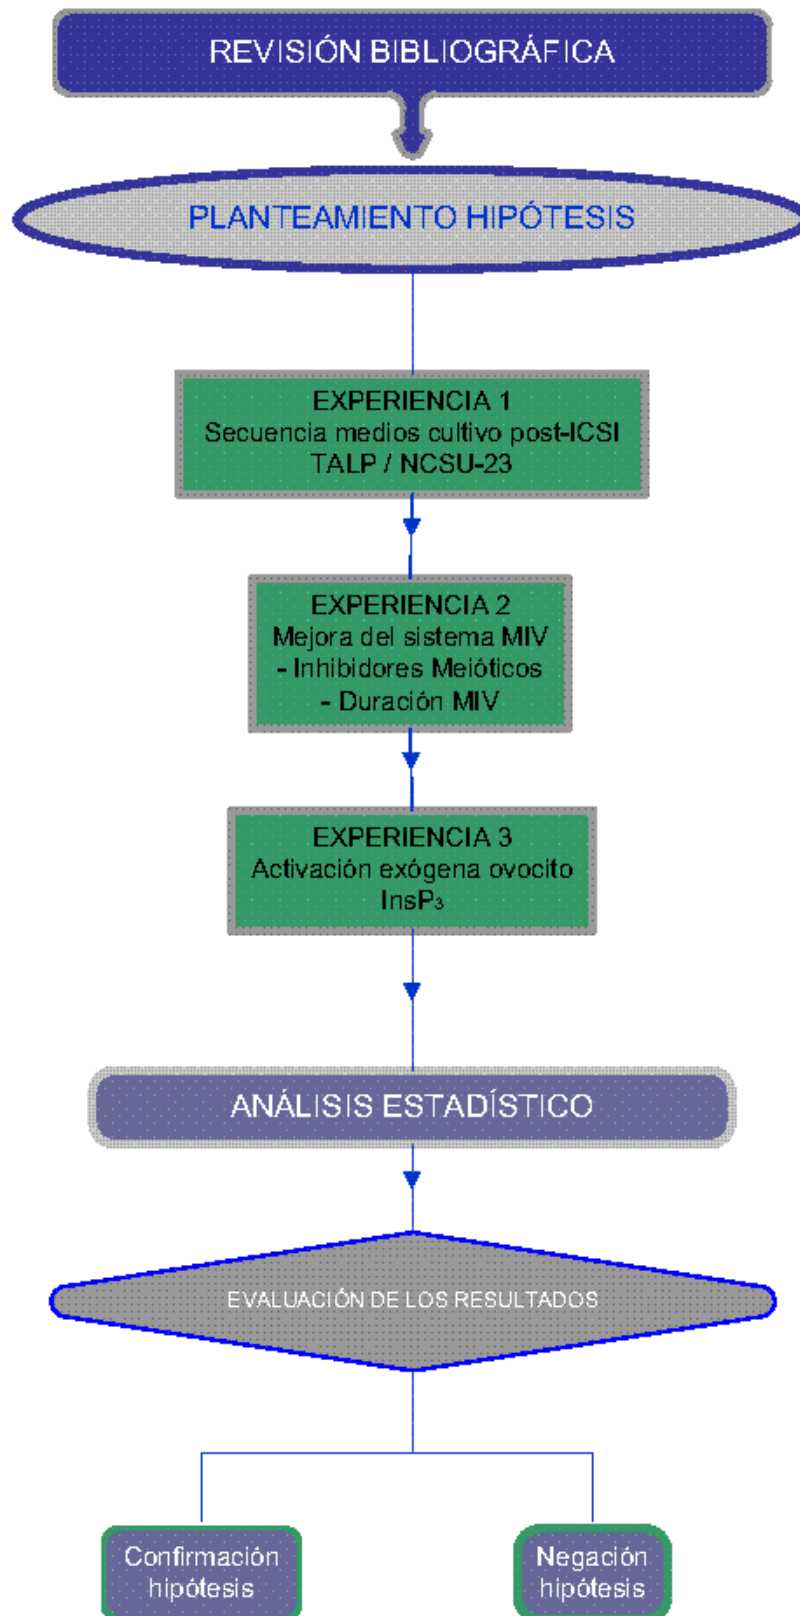 REVISIÓN BIBLIOGRÁFICA
PLANTEAMIENTO HIPÓTESIS
EXPERIENCIA 1
Secuencia medios cultivo post-ICSI
TALP / NCSU-23
EXPERIENCIA 2
Mejora del sistema MIV
- Inhibidores Meióticos
- Duración MIV
EXPERIENCIA 3
Activación exógena ovocito
InsP₃
ANÁLISIS ESTADÍSTICO
EVALUACIÓN DE LOS RESULTADOS
Confirmación
hipótesis
Negación
hipótesis